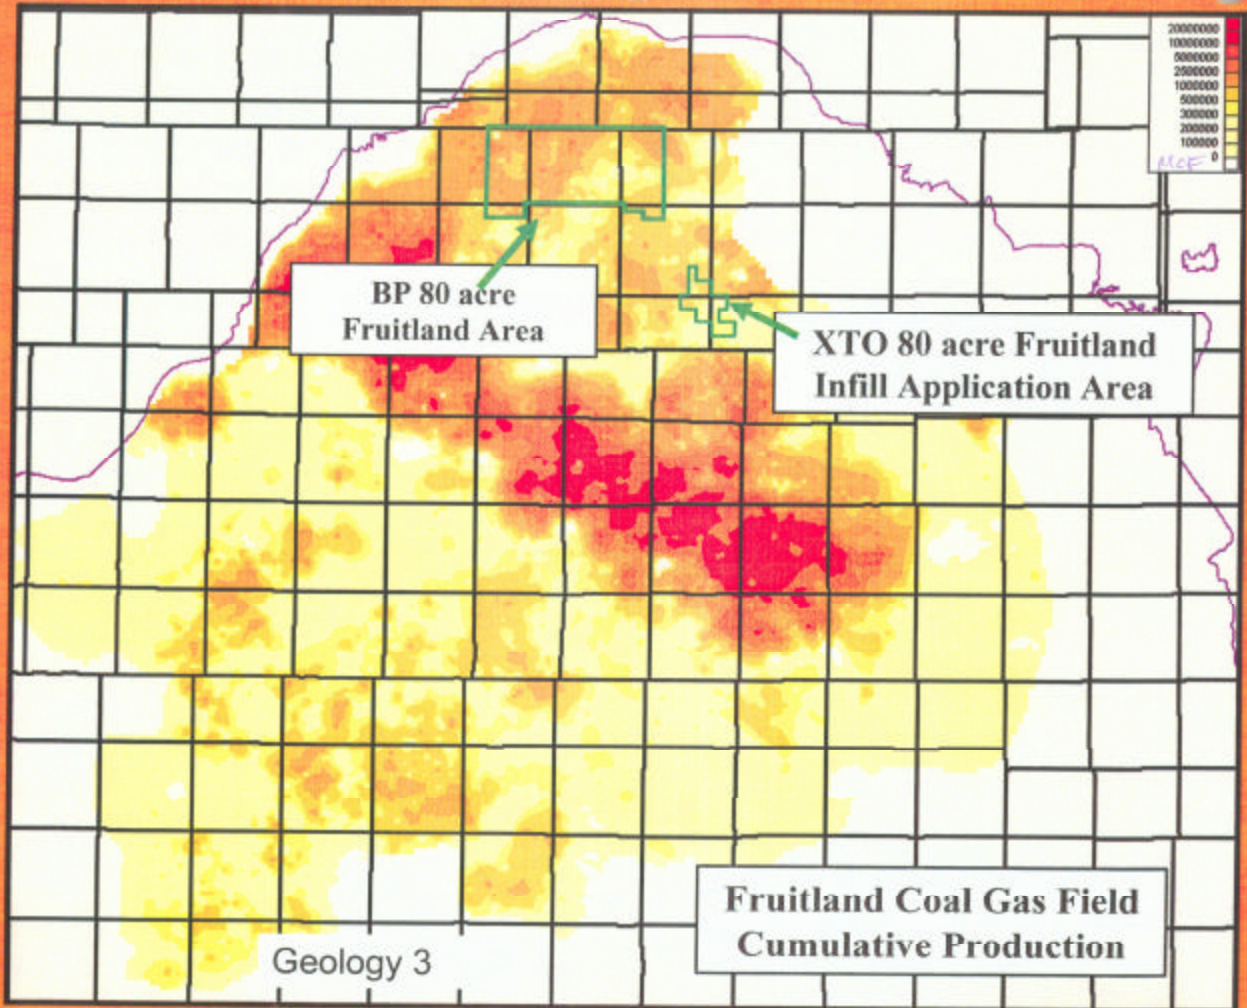 20000000
10000000
5000000
2500000
1000000
500000
300000
200000
100000
0
MCF
BP 80 acre
Fruitland Area
XTO 80 acre Fruitland
Infill Application Area
Fruitland Coal Gas Field
Cumulative Production
Geology 3